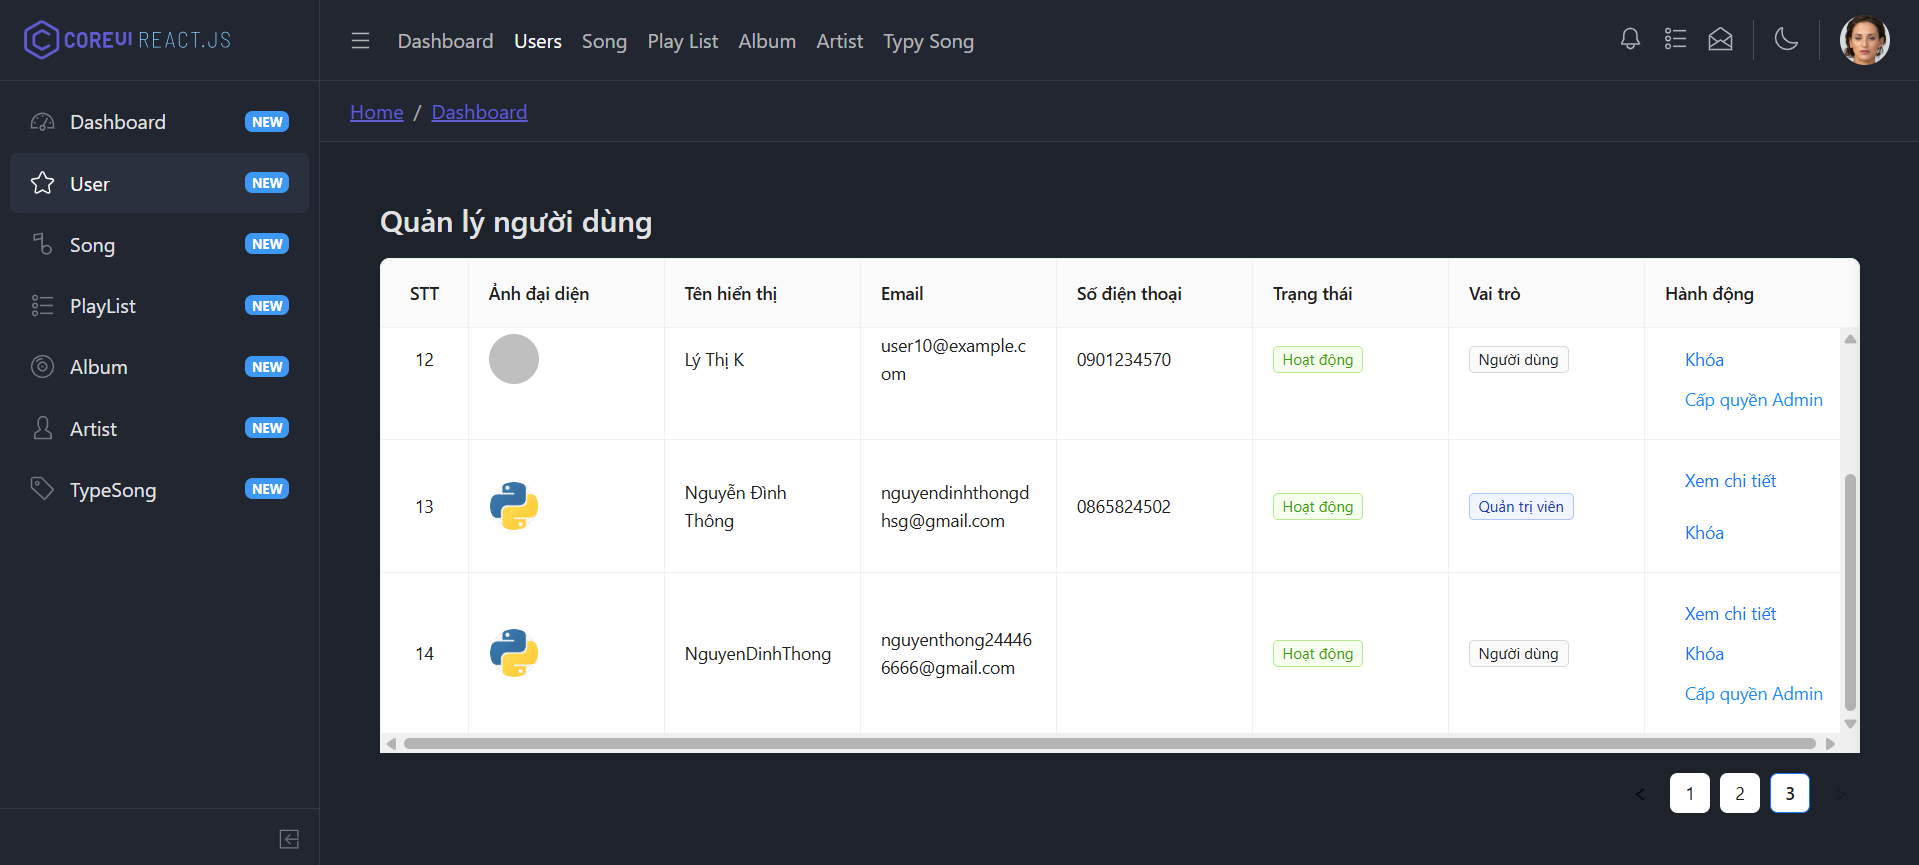 COREUI REACT.JS
Dashboard Users Song Play List Album Artist Typy Song
Home / Dashboard
Dashboard NEW
User NEW
Song NEW
PlayList NEW
Album NEW
Artist NEW
TypeSong NEW
Quản lý người dùng
STT Ảnh đại diện Tên hiển thị Email Số điện thoại Trạng thái Vai trò Hành động
12 Lý Thị K user10@example.c
om 0901234570 Hoạt động Người dùng Khóa
Cấp quyền Admin
13 Nguyễn Đình
Thông nguyendinhthongd
hsg@gmail.com 0865824502 Hoạt động Quản trị viên Xem chi tiết
Khóa
14 NguyenDinhThong nguyenthong24446
6666@gmail.com Hoạt động Người dùng Xem chi tiết
Khóa
Cấp quyền Admin
1 2 3